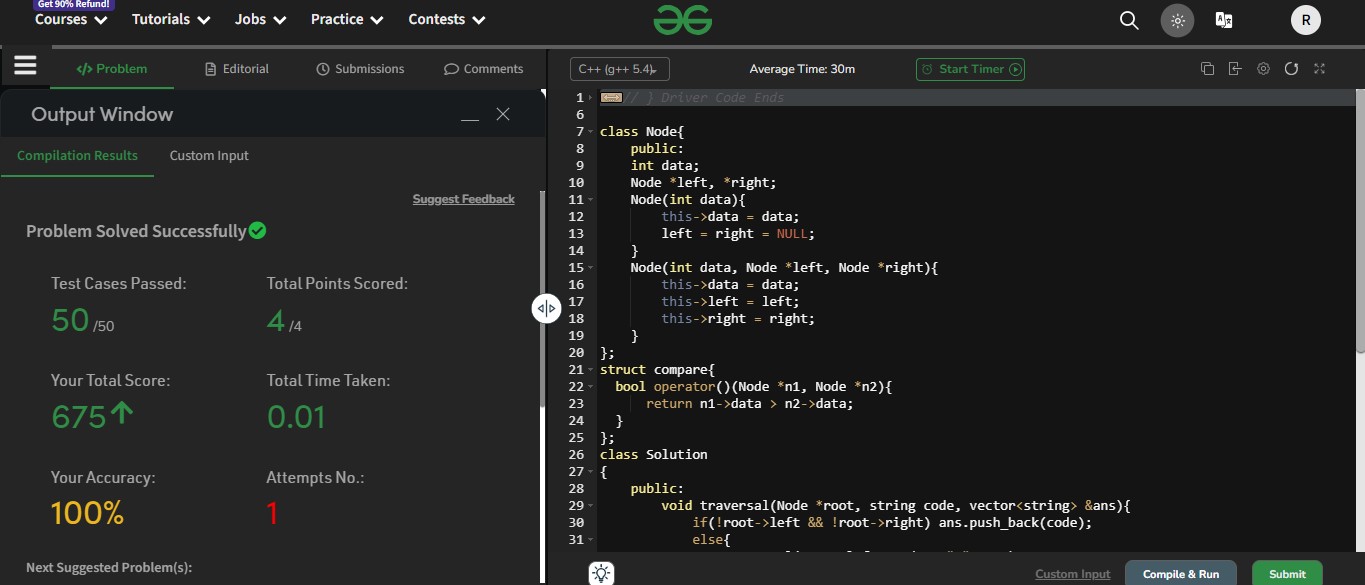 Get 90% Refund!
Courses Tutorials Jobs Practice Contests
R
Problem Editorial Submissions Comments
C++ (g++ 5.4) Average Time: 30m Start Timer
Output Window
Compilation Results Custom Input
Suggest Feedback
Problem Solved Successfully
Test Cases Passed: Total Points Scored:
50 /50 4 /4
Your Total Score: Total Time Taken:
675 0.01
Your Accuracy: Attempts No.:
100% 1
Next Suggested Problem(s):
1 // } Driver Code Ends
6
7 class Node{
8 public:
9 int data;
10 Node *left, *right;
11 Node(int data){
12 this->data = data;
13 left = right = NULL;
14 }
15 Node(int data, Node *left, Node *right){
16 this->data = data;
17 this->left = left;
18 this->right = right;
19 }
20 };
21 struct compare{
22 bool operator()(Node *n1, Node *n2){
23 return n1->data > n2->data;
24 }
25 };
26 class Solution
27 {
28 public:
29 void traversal(Node *root, string code, vector<string> &ans){
30 if(!root->left && !root->right) ans.push_back(code);
31 else{
Custom Input Compile & Run Submit